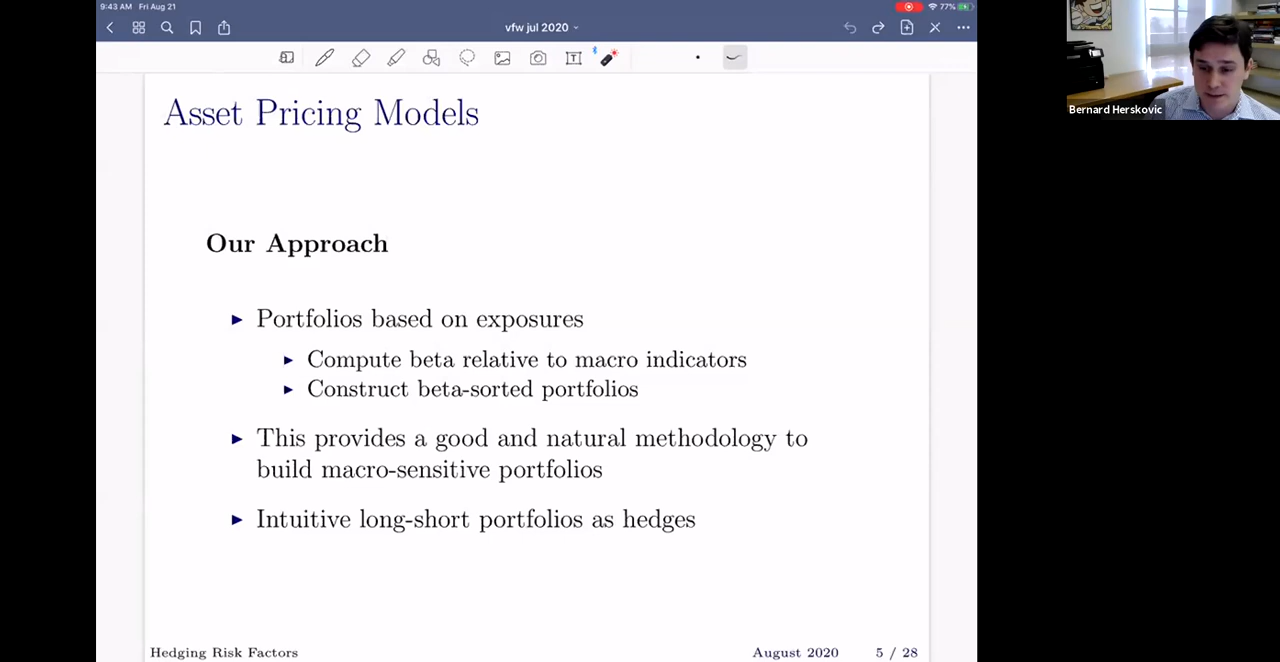 9:43 AM Fri Aug 21
77%
vfw jul 2020
Asset Pricing Models
Our Approach
Portfolios based on exposures
Compute beta relative to macro indicators
Construct beta-sorted portfolios
This provides a good and natural methodology to
build macro-sensitive portfolios
Intuitive long-short portfolios as hedges
Hedging Risk Factors
August 2020
5 / 28
Bernard Herskovic